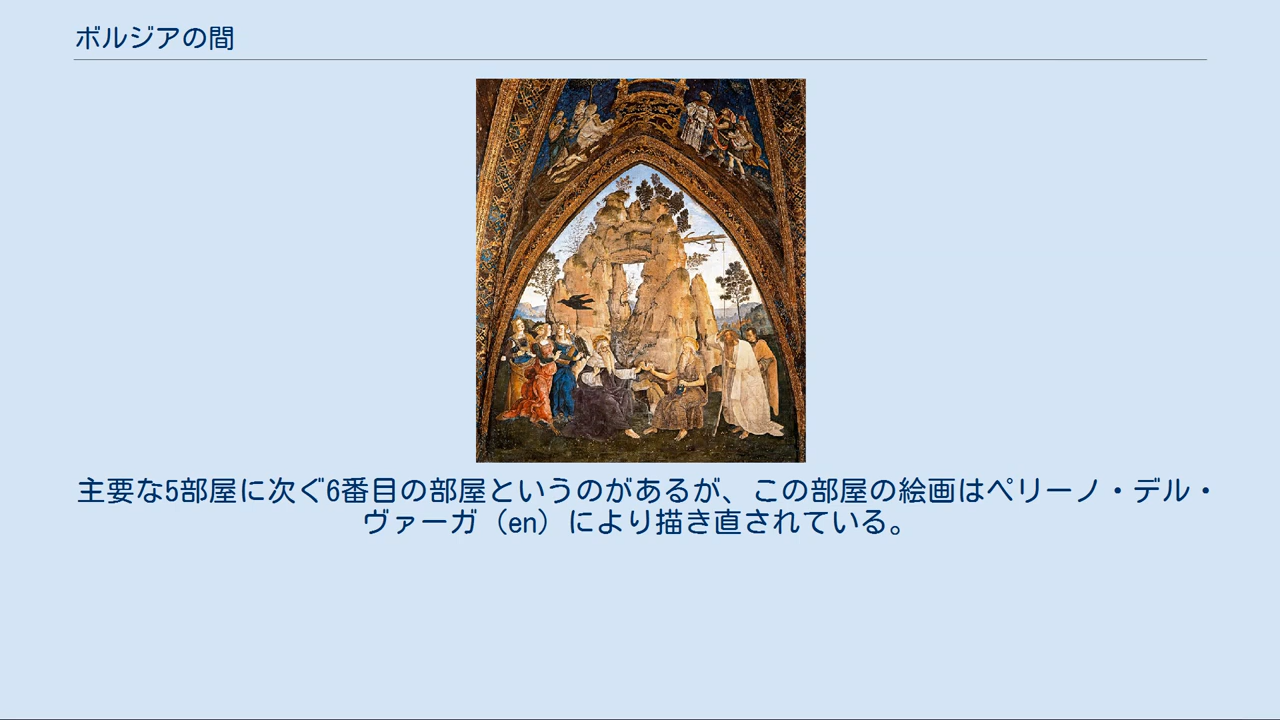 ボルジアの間
主要な5部屋に次ぐ6番目の部屋というのがあるが、この部屋の絵画はペリーノ・デル・
ヴァーガ（en）により描き直されている。